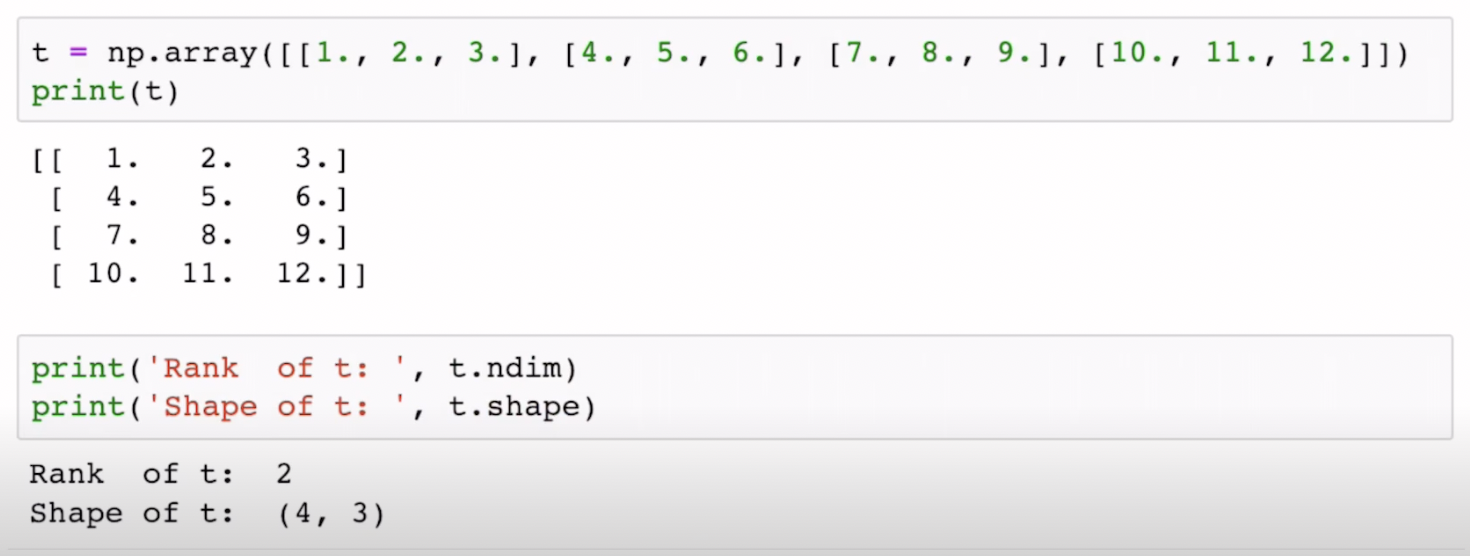 t = np.array([[1., 2., 3.], [4., 5., 6.], [7., 8., 9.], [10., 11., 12.]])
print(t)
[[  1.   2.   3.]
 [  4.   5.   6.]
 [  7.   8.   9.]
 [ 10.  11.  12.]]
print('Rank  of t: ', t.ndim)
print('Shape of t: ', t.shape)
Rank  of t:  2
Shape of t:  (4, 3)